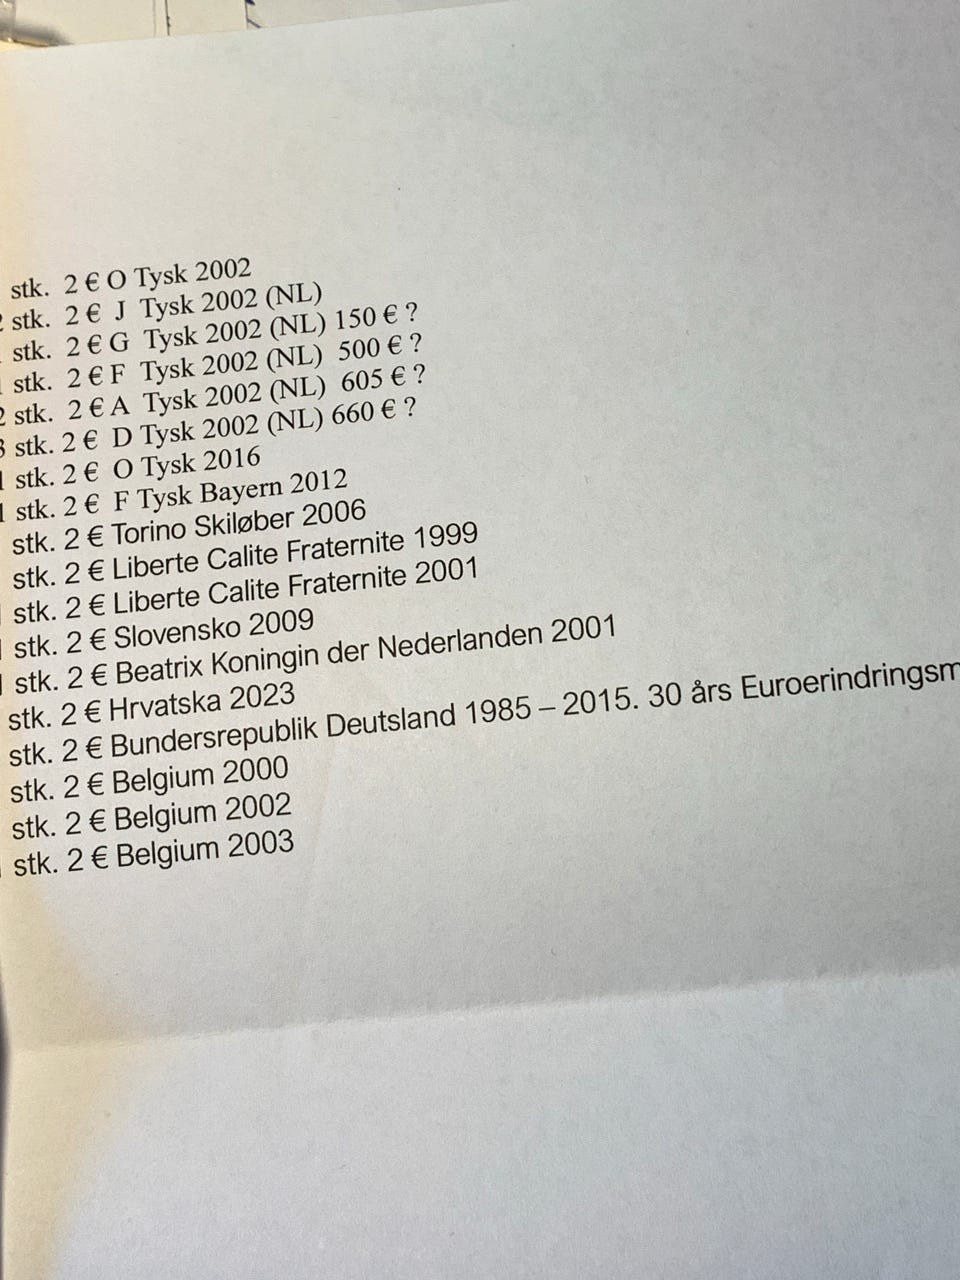 stk. 2 € O Tysk 2002
2 stk. 2 € J Tysk 2002 (NL)
stk. 2 € G Tysk 2002 (NL) 150 € ?
stk. 2 € F Tysk 2002 (NL) 500 € ?
2 stk. 2 € A Tysk 2002 (NL) 605 € ?
3 stk. 2 € D Tysk 2002 (NL) 660 € ?
1 stk. 2 € O Tysk 2016
1 stk. 2 € F Tysk Bayern 2012
stk. 2 € Torino Skiløber 2006
stk. 2 € Liberte Calite Fraternite 1999
stk. 2 € Liberte Calite Fraternite 2001
stk. 2 € Slovensko 2009
stk. 2 € Beatrix Koningin der Nederlanden 2001
stk. 2 € Hrvatska 2023
stk. 2 € Bundersrepublik Deutsland 1985 – 2015. 30 års Euroerindringsm
stk. 2 € Belgium 2000
stk. 2 € Belgium 2002
stk. 2 € Belgium 2003